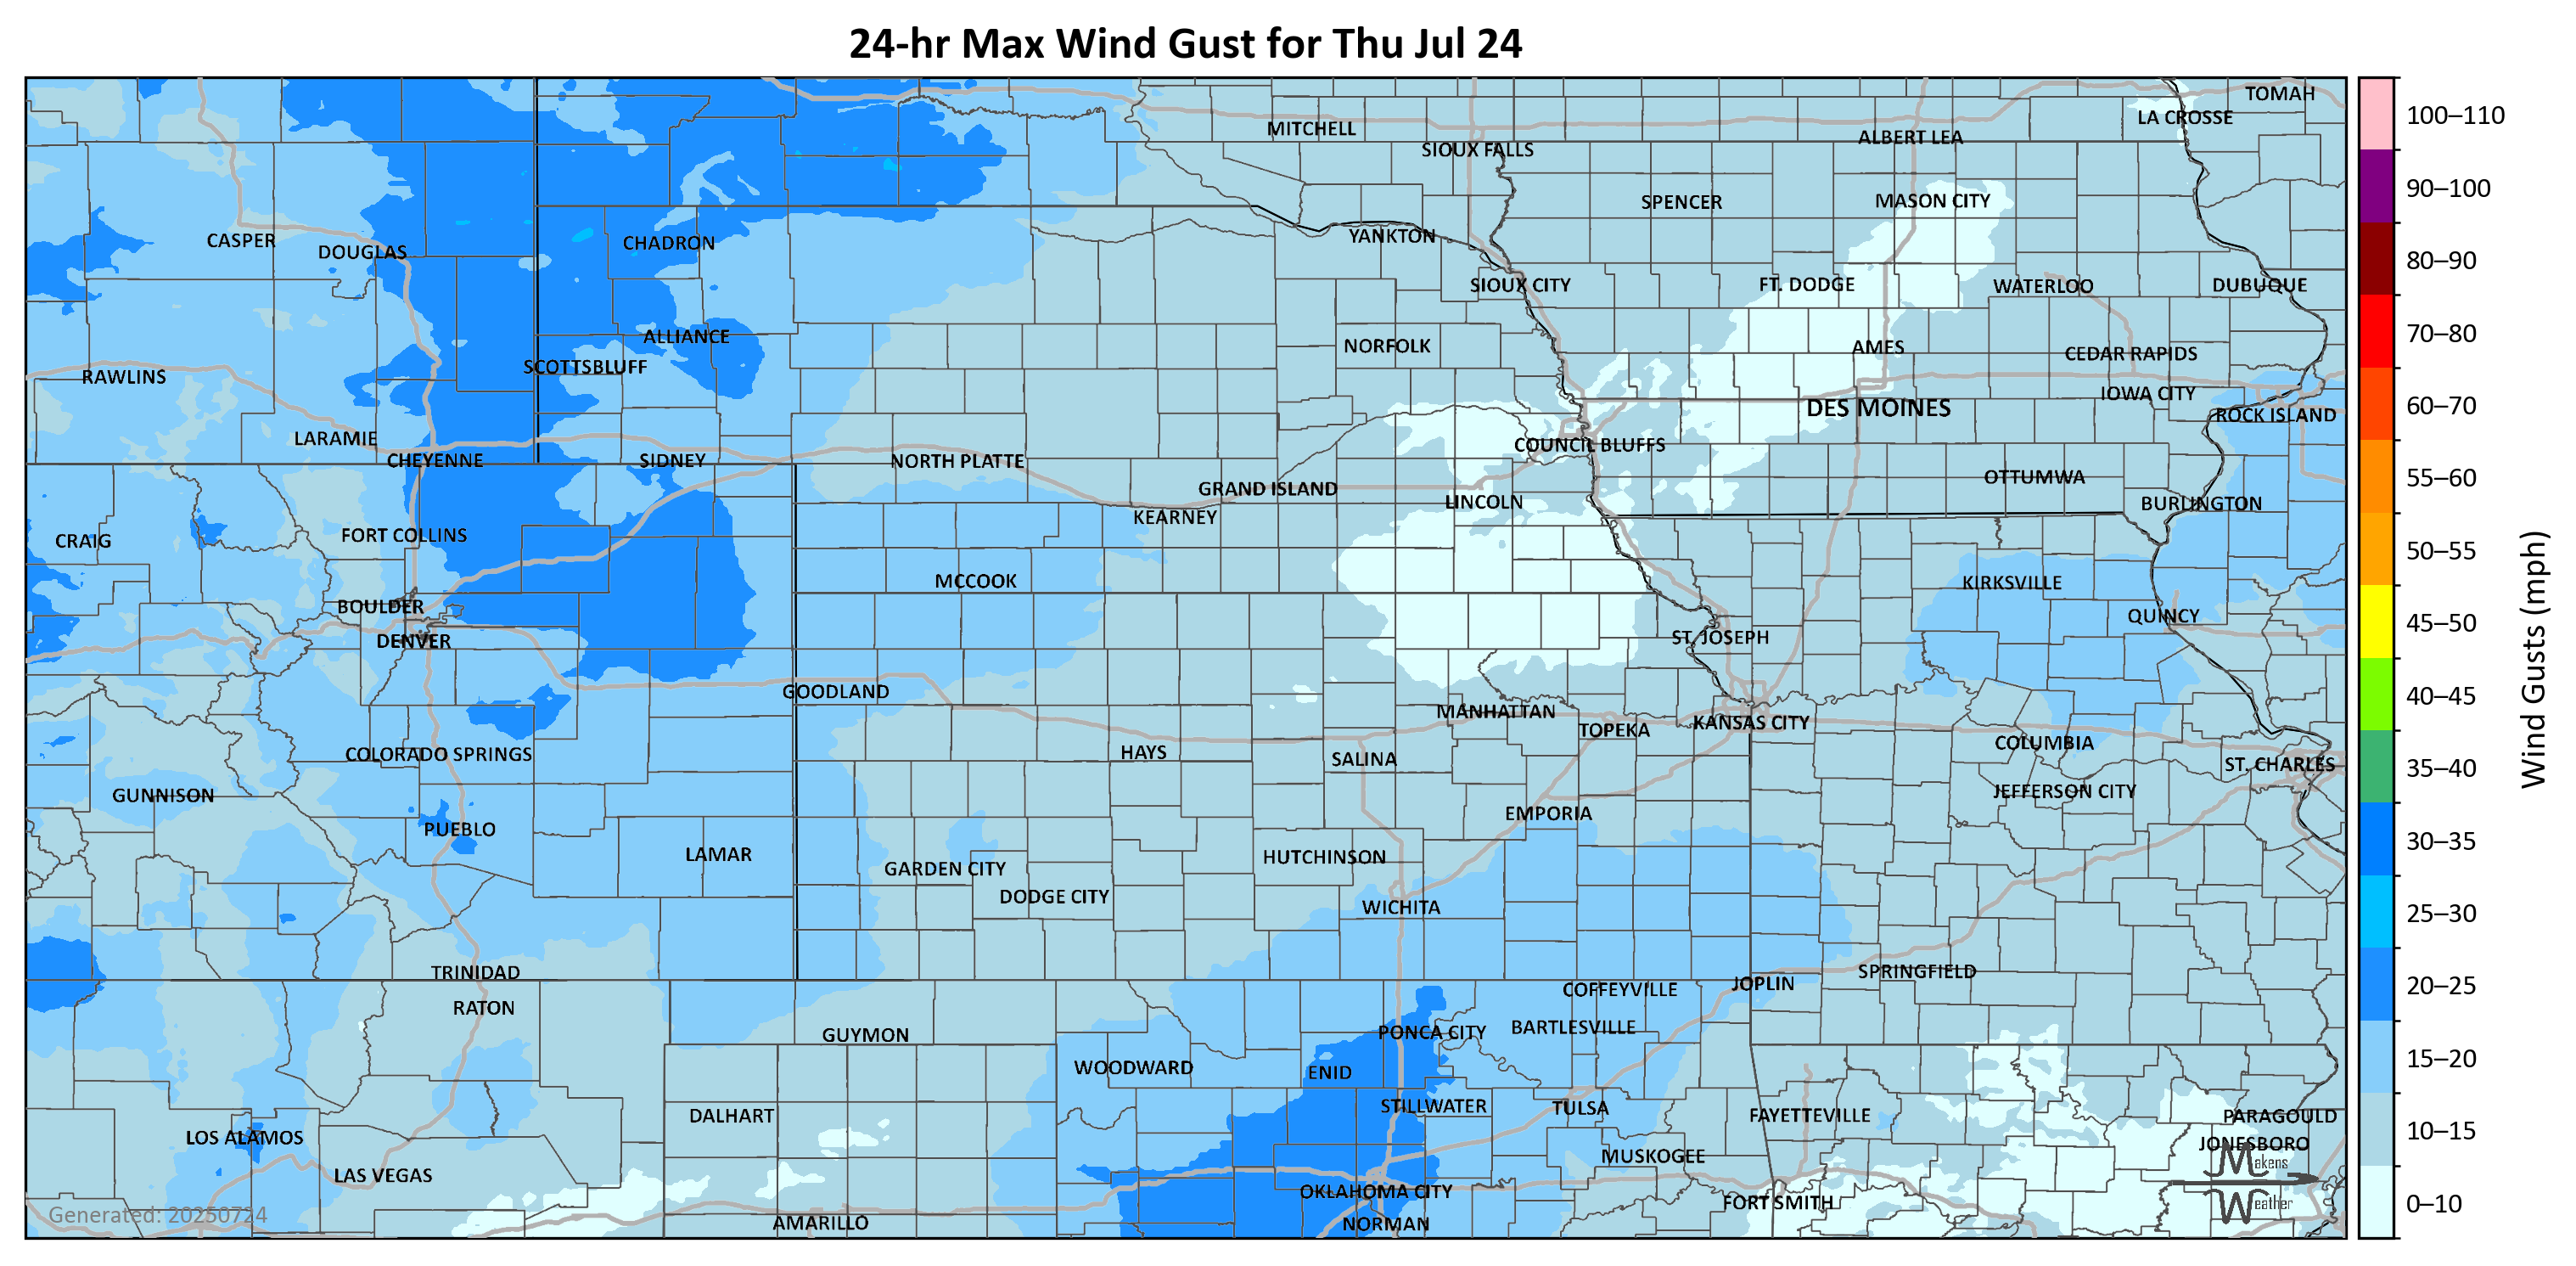 24-hr Max Wind Gust for Thu Jul 24
TOMAH
LA CROSSE
MITCHELL
ALBERT LEA
SIOUX FALLS
SPENCER
MASON CITY
CASPER
DOUGLAS
CHADRON
YANKTON
SIOUX CITY
FT. DODGE
WATERLOO
DUBUQUE
ALLIANCE
NORFOLK
AMES
CEDAR RAPIDS
SCOTTSBLUFF
RAWLINS
IOWA CITY
DES MOINES
ROCK ISLAND
LARAMIE
COUNCIL BLUFFS
CHEYENNE
SIDNEY
NORTH PLATTE
OTTUMWA
GRAND ISLAND
LINCOLN
BURLINGTON
KEARNEY
FORT COLLINS
CRAIG
MCCOOK
KIRKSVILLE
BOULDER
QUINCY
DENVER
ST. JOSEPH
GOODLAND
MANHATTAN
TOPEKA
KANSAS CITY
COLUMBIA
COLORADO SPRINGS
HAYS
SALINA
ST. CHARLES
GUNNISON
JEFFERSON CITY
EMPORIA
PUEBLO
LAMAR
HUTCHINSON
GARDEN CITY
DODGE CITY
WICHITA
TRINIDAD
SPRINGFIELD
JOPLIN
COFFEYVILLE
RATON
GUYMON
PONCA CITY
BARTLESVILLE
WOODWARD
ENID
STILLWATER
TULSA
DALHART
FAYETTEVILLE
PARAGOULD
LOS ALAMOS
JONESBORO
MUSKOGEE
LAS VEGAS
OKLAHOMA CITY
FORT SMITH
AMARILLO
NORMAN
Generated: 20250724
Makens
Weather
100–110
90–100
80–90
70–80
60–70
55–60
50–55
45–50
40–45
35–40
30–35
25–30
20–25
15–20
10–15
0–10
Wind Gusts (mph)